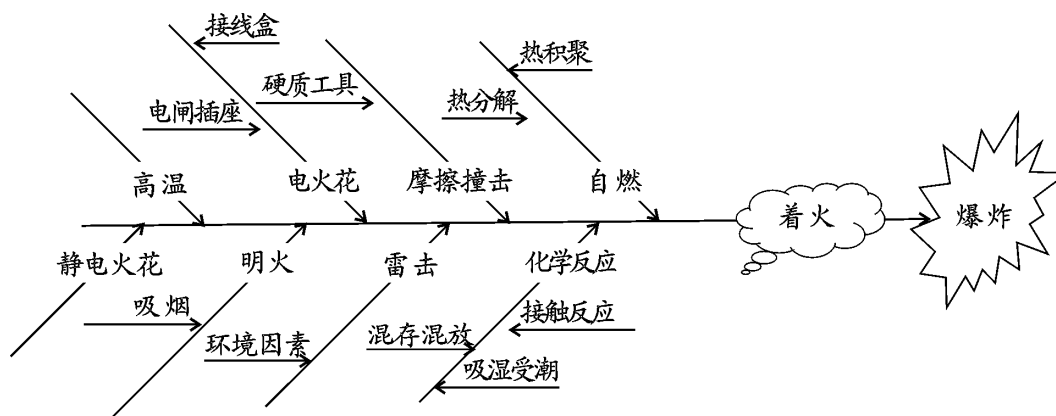 接线盒
热积聚
硬质工具
电闸插座
热分解
高温
电火花
摩擦撞击
自燃
着火
爆炸
静电火花
明火
雷击
化学反应
吸烟
接触反应
环境因素
混存混放
吸湿受潮